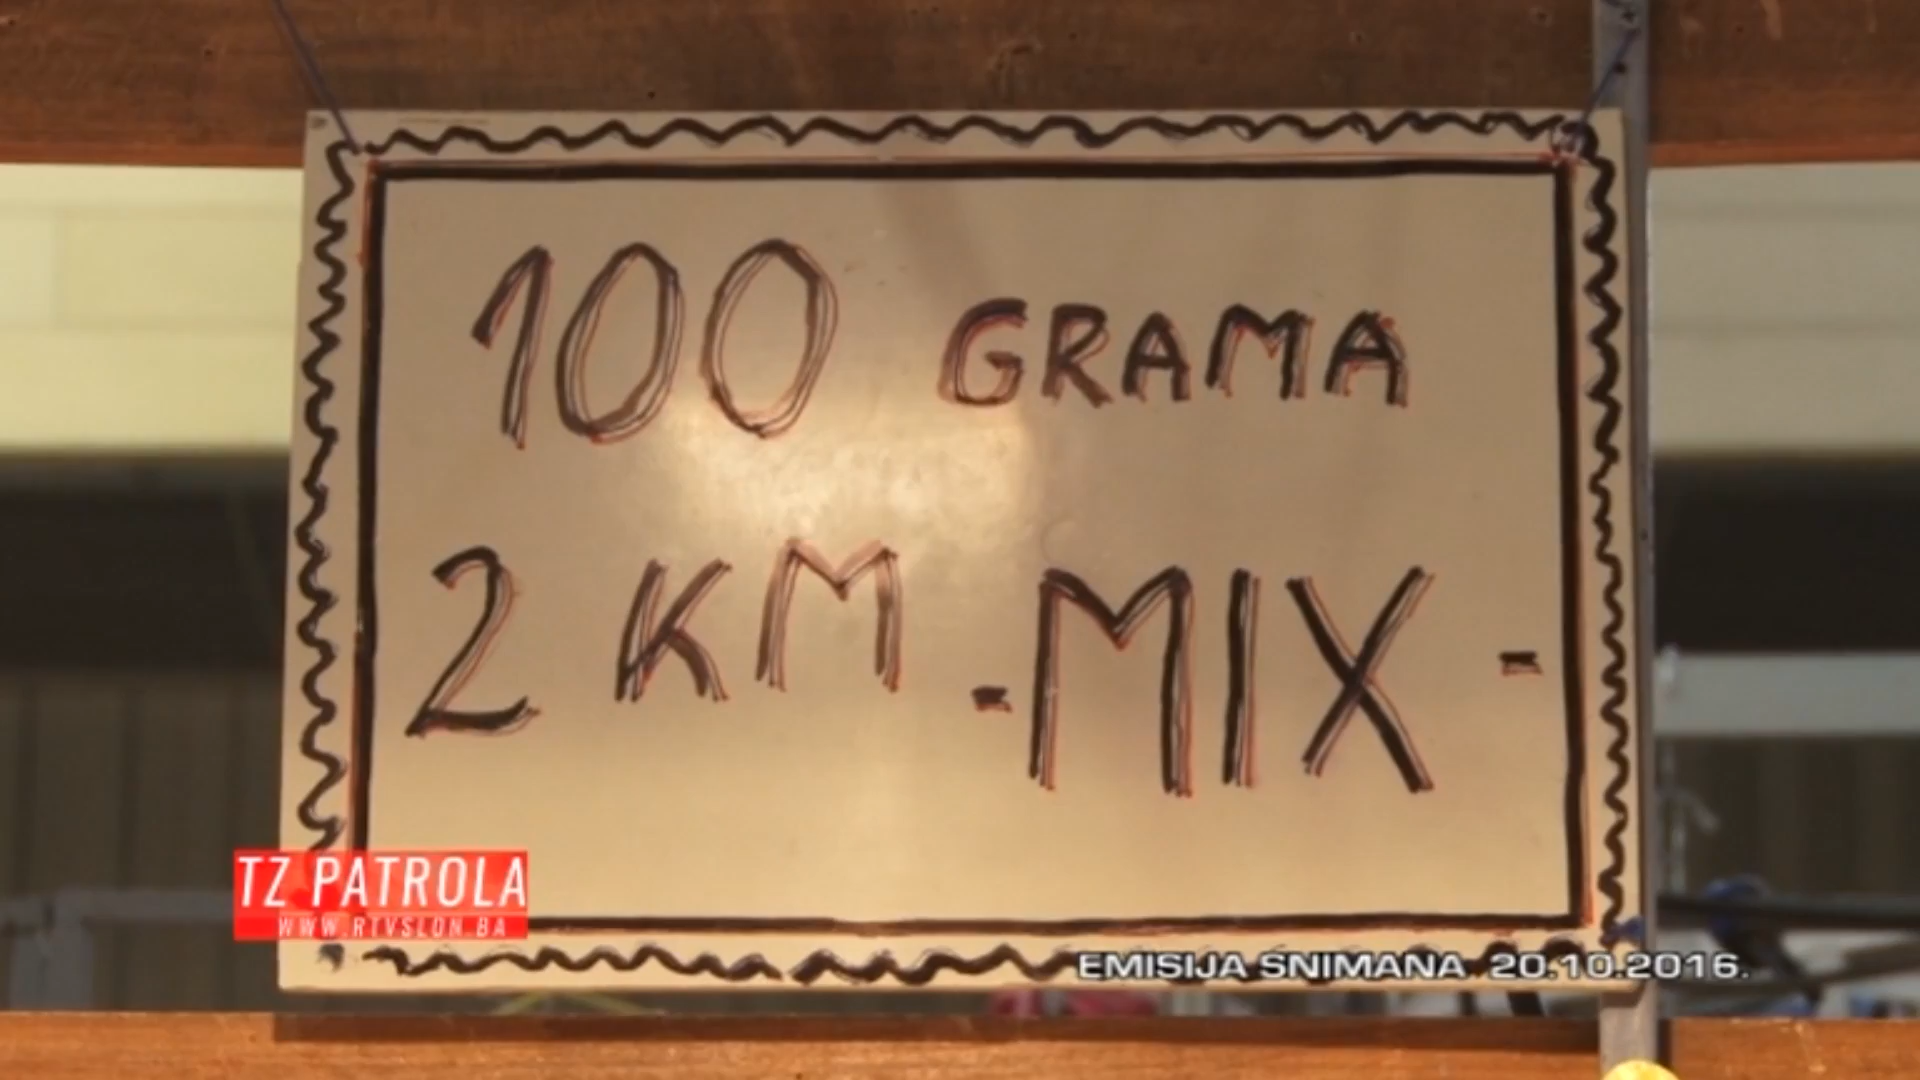 100 GRAMA
2 KM -MIX-
TZ PATROLA
WWW.RTVSLON.BA
EMISIJA SNIMANA 20.10.2016.